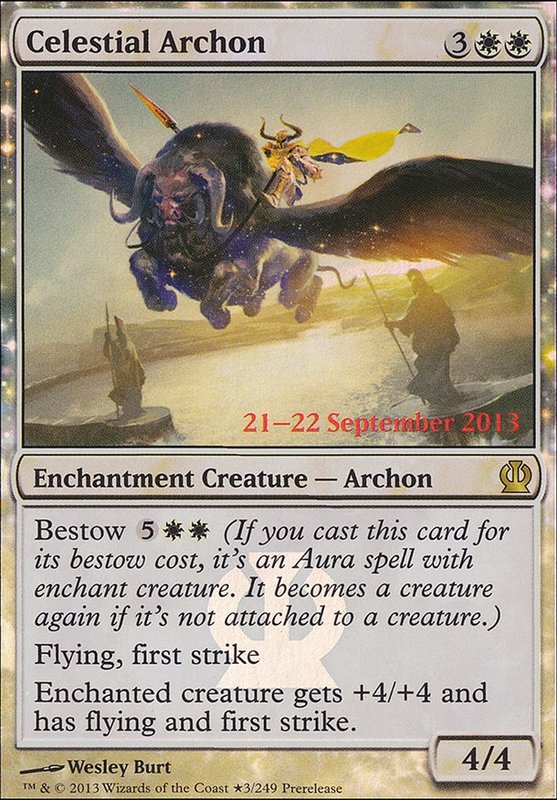 Celestial Archon 3
21–22 September 2013
Enchantment Creature — Archon
Bestow 5 (If you cast this card for
its bestow cost, it's an Aura spell with
enchant creature. It becomes a creature
again if it's not attached to a creature.)
Flying, first strike
Enchanted creature gets +4/+4 and
has flying and first strike.
4/4
Wesley Burt
™ & © 2013 Wizards of the Coast ★3/249 Prerelease